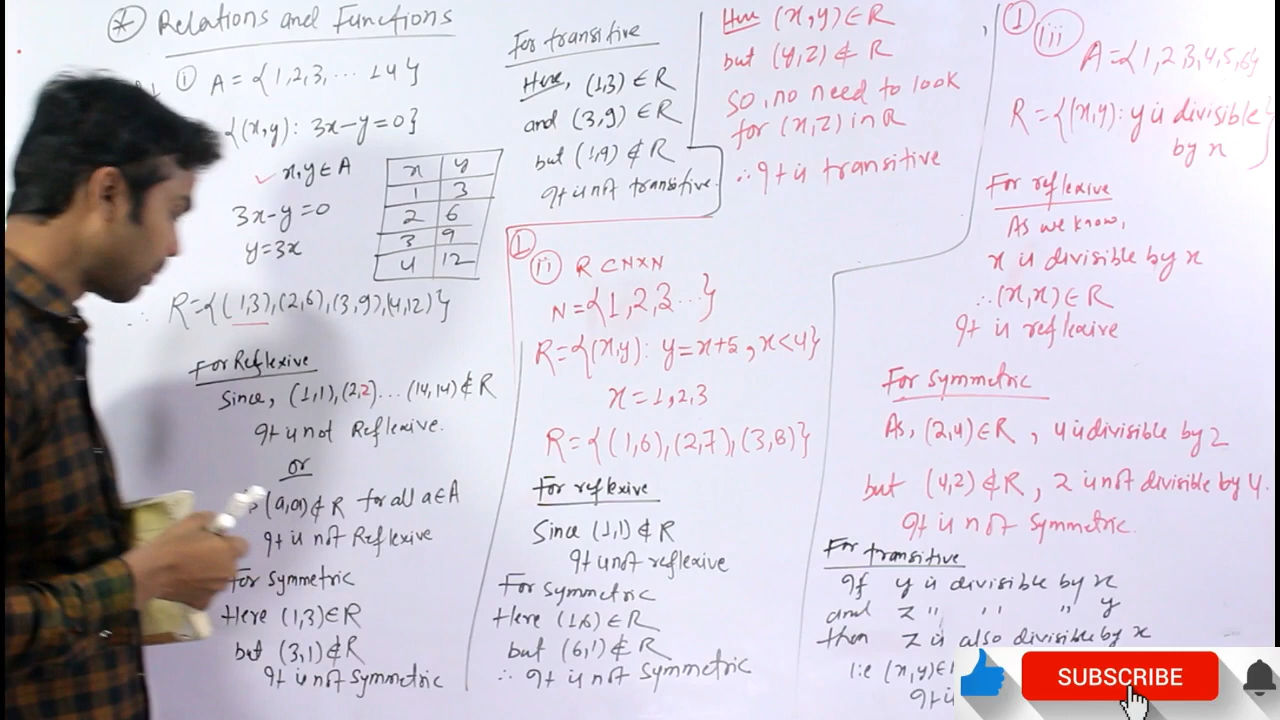 * Relations and Functions
(i) A = {1,2,3, ... 14}
{(x,y): 3x-y=0}
✓ x,y ∈ A
3x-y=0
y=3x
x y
1 3
2 6
3 9
4 12
∴ R={(1,3),(2,6),(3,9),(4,12)}
For Reflexive
Since, (1,1),(2,2)...(14,14)∉R
It is not Reflexive.
or
(a,a)∉R for all a∈A
It is not Reflexive
For Symmetric
Here (1,3)∈R
but (3,1)∉R
It is not Symmetric
For transitive
Here, (1,3) ∈ R
and (3,9) ∈ R
but (1,9) ∉ R
It is not transitive.
1
(ii) R ⊂ N×N
N={1,2,3...}
R={(x,y): y=x+5, x<4}
x=1,2,3
R={(1,6),(2,7),(3,8)}
For reflexive
Since (1,1)∉R
It is not reflexive
For Symmetric
Here (1,6)∈R
but (6,1)∉R
∴ It is not Symmetric
Here (x,y)∈R
but (y,z)∉R
So, no need to look
for (x,z) in R
∴ It is transitive
1
(iii)
A={1,2,3,4,5,6}
R={(x,y): y is divisible
by x}
For reflexive
As we know,
x is divisible by x
∴ (x,x)∈R
It is reflexive
For Symmetric
As, (2,4)∈R, 4 is divisible by 2
but (4,2)∉R, 2 is not divisible by 4.
It is not Symmetric.
For transitive
If y is divisible by x
and z " " " y
then z is also divisible by x
i.e (x,y)∈
It is
SUBSCRIBE